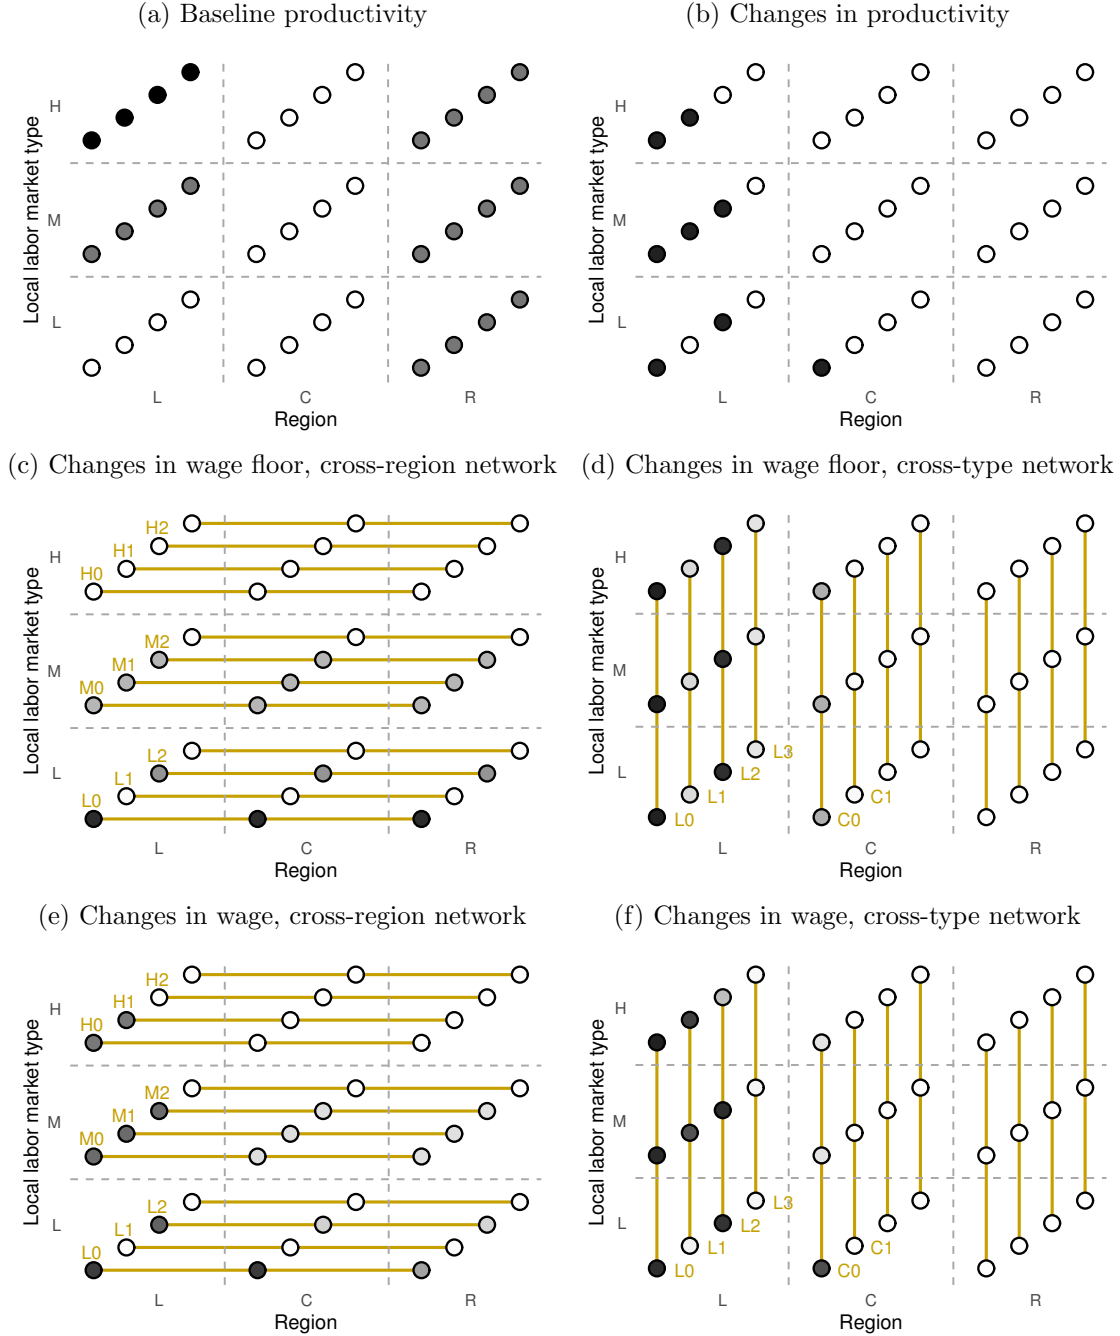 (a) Baseline productivity
(b) Changes in productivity
Local labor market type
H
M
L
L
C
R
Region
Local labor market type
H
M
L
L
C
R
Region
(c) Changes in wage floor, cross-region network
(d) Changes in wage floor, cross-type network
Local labor market type
H
M
L
H2
H1
H0
M2
M1
M0
L2
L1
L0
L
C
R
Region
Local labor market type
H
M
L
L3
L2
L1
L0
C1
C0
L
C
R
Region
(e) Changes in wage, cross-region network
(f) Changes in wage, cross-type network
Local labor market type
H
M
L
H2
H1
H0
M2
M1
M0
L2
L1
L0
L
C
R
Region
Local labor market type
H
M
L
L3
L2
L1
L0
C1
C0
L
C
R
Region